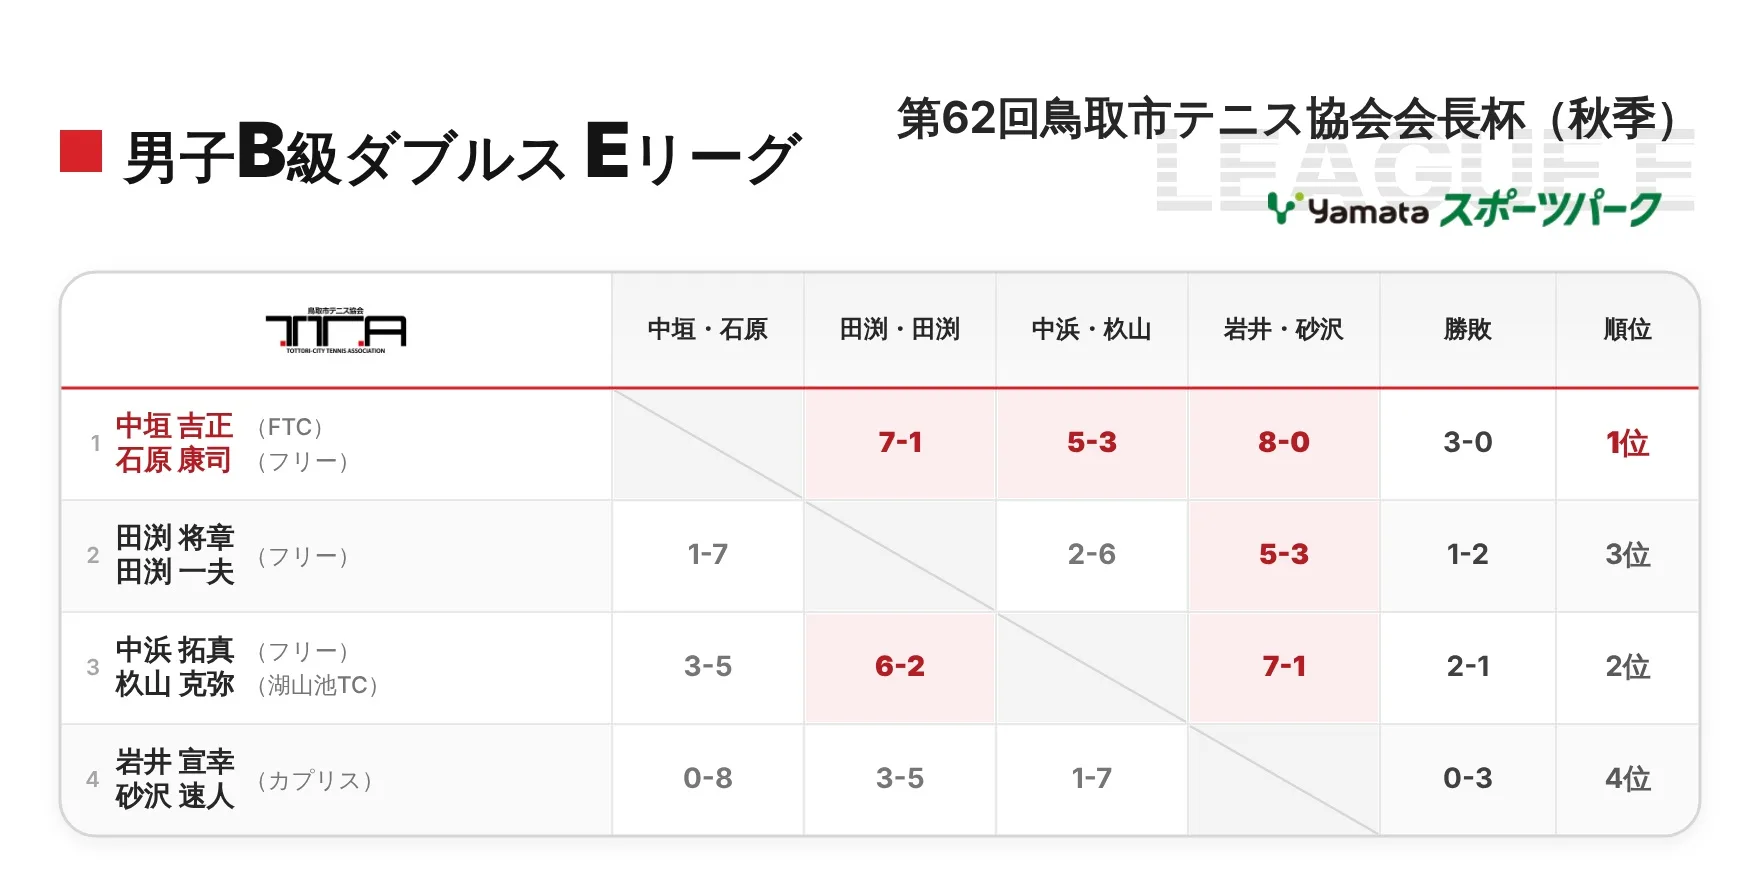 男子B級ダブルス Eリーグ
第62回鳥取市テニス協会会長杯（秋季）
LEAGUE E
Yamata スポーツパーク
鳥取市テニス協会
TTA
TOTTORI-CITY TENNIS ASSOCIATION
中垣・石原 田渕・田渕 中浜・杦山 岩井・砂沢 勝敗 順位
1 中垣 吉正 （FTC）
石原 康司 （フリー）
7-1 5-3 8-0 3-0 1位
2 田渕 将章
田渕 一夫 （フリー）
1-7 2-6 5-3 1-2 3位
3 中浜 拓真 （フリー）
杦山 克弥 （湖山池TC）
3-5 6-2 7-1 2-1 2位
4 岩井 宣幸
砂沢 速人 （カプリス）
0-8 3-5 1-7 0-3 4位